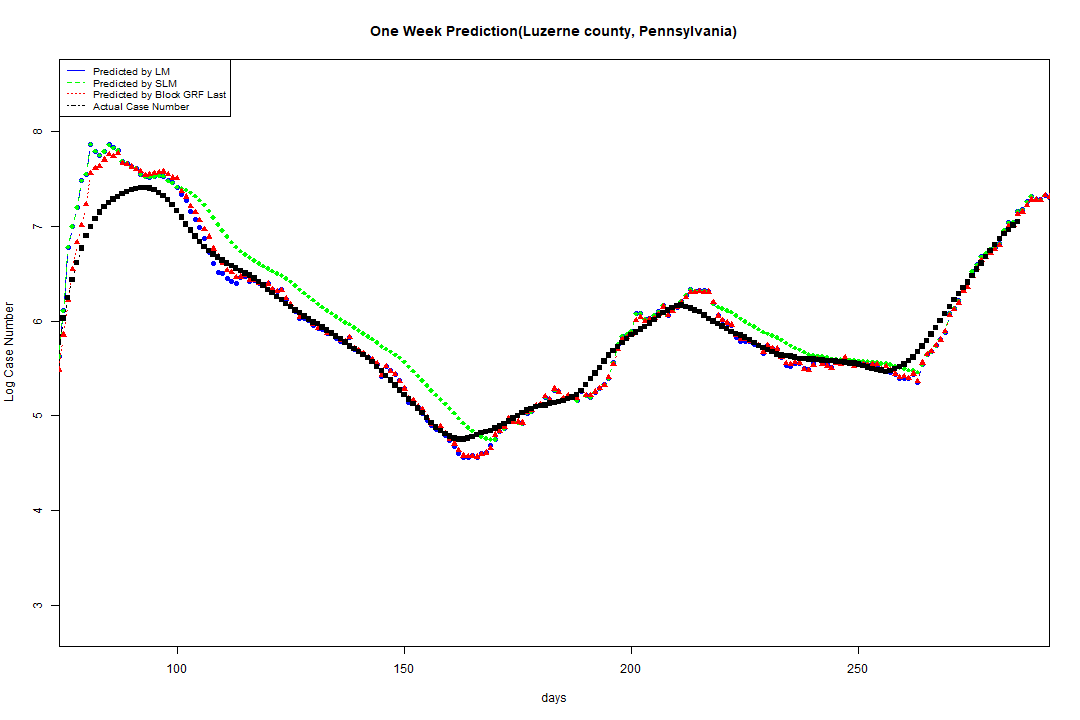 One Week Prediction(Luzerne county, Pennsylvania)
Predicted by LM
Predicted by SLM
Predicted by Block GRF Last
Actual Case Number
8
7
6
5
4
3
Log Case Number
100 150 200 250
days